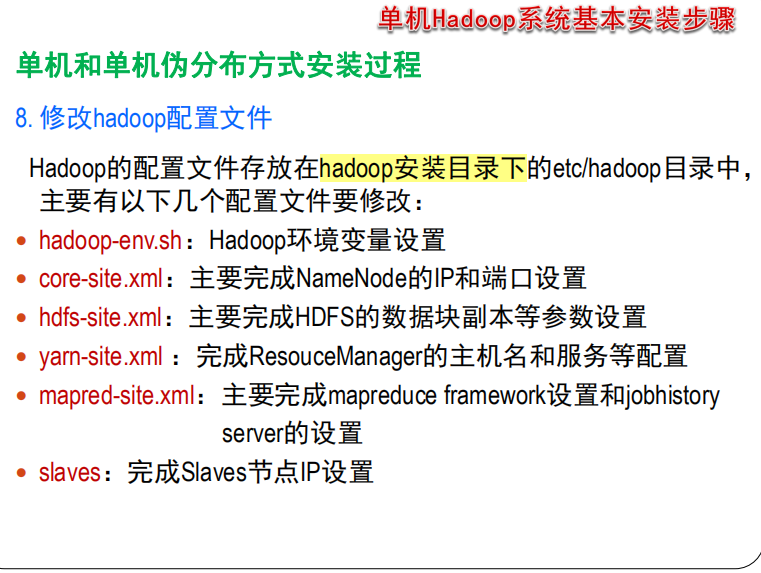 单机Hadoop系统基本安装步骤
单机和单机伪分布方式安装过程
8. 修改hadoop配置文件
Hadoop的配置文件存放在hadoop安装目录下的etc/hadoop目录中，
主要有以下几个配置文件要修改：
• hadoop-env.sh：Hadoop环境变量设置
• core-site.xml：主要完成NameNode的IP和端口设置
• hdfs-site.xml：主要完成HDFS的数据块副本等参数设置
• yarn-site.xml ：完成ResouceManager的主机名和服务等配置
• mapred-site.xml：主要完成mapreduce framework设置和jobhistory
server的设置
• slaves：完成Slaves节点IP设置